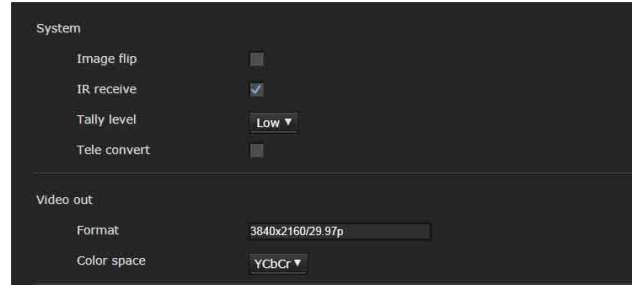 System
Image flip
IR receive
Tally level Low
Tele convert
Video out
Format 3840x2160/29.97p
Color space YCbCr